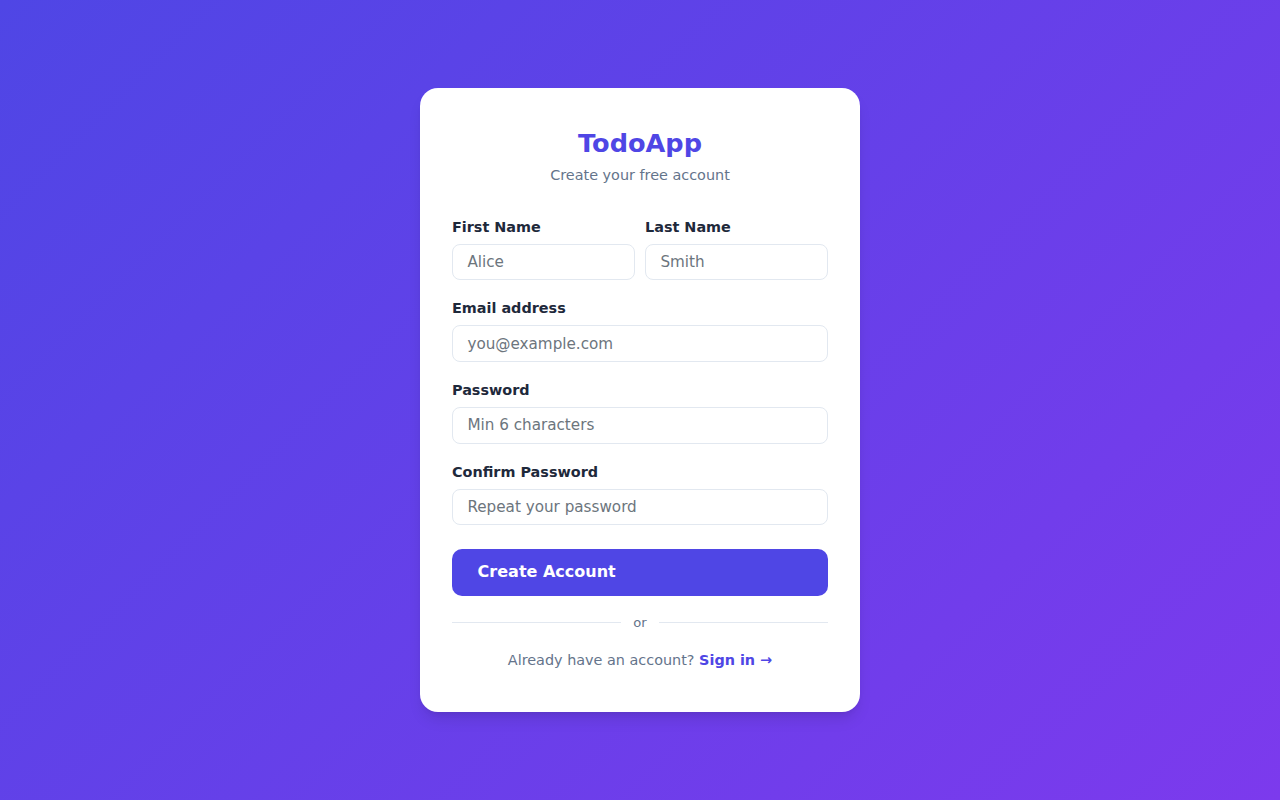 TodoApp
Create your free account
First Name Last Name
Alice Smith
Email address
you@example.com
Password
Min 6 characters
Confirm Password
Repeat your password
Create Account
or
Already have an account? Sign in →